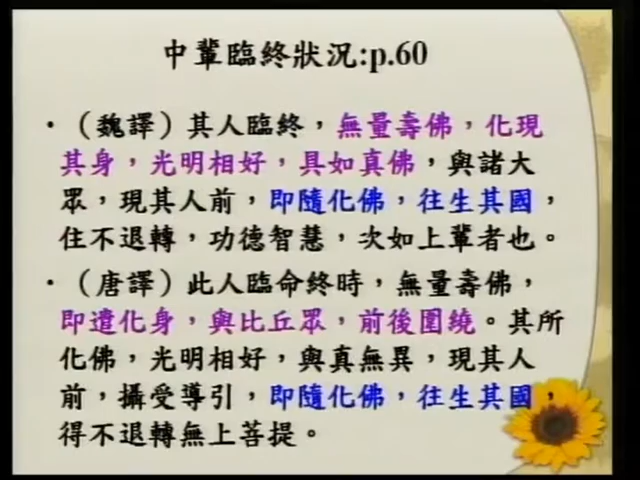 中輩臨終狀況:p.60
•（魏譯）其人臨終，無量壽佛，化現
其身，光明相好，具如真佛，與諸大
眾，現其人前，即隨化佛，往生其國，
住不退轉，功德智慧，次如上輩者也。
•（唐譯）此人臨命終時，無量壽佛，
即遣化身，與比丘眾，前後圍繞。其所
化佛，光明相好，與真無異，現其人
前，攝受導引，即隨化佛，往生其國，
得不退轉無上菩提。